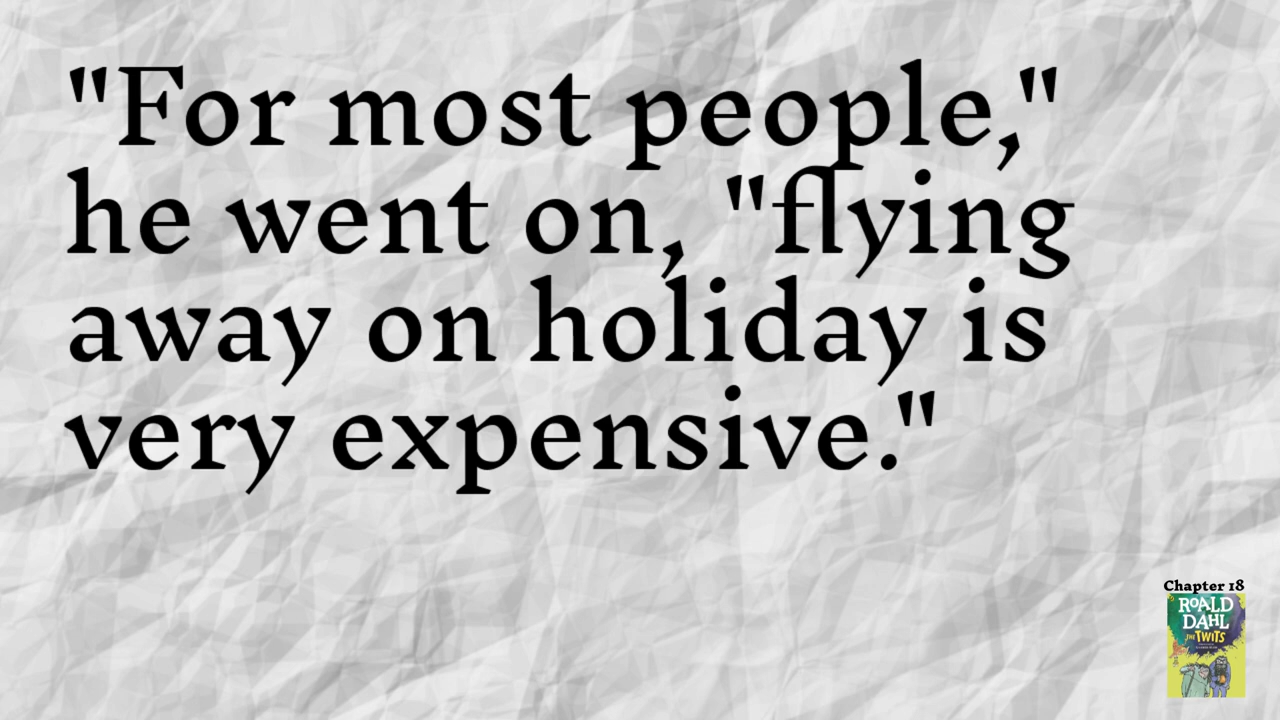 "For most people,"
he went on, "flying
away on holiday is
very expensive."
Chapter 18
ROALD
DAHL
THE TWITS